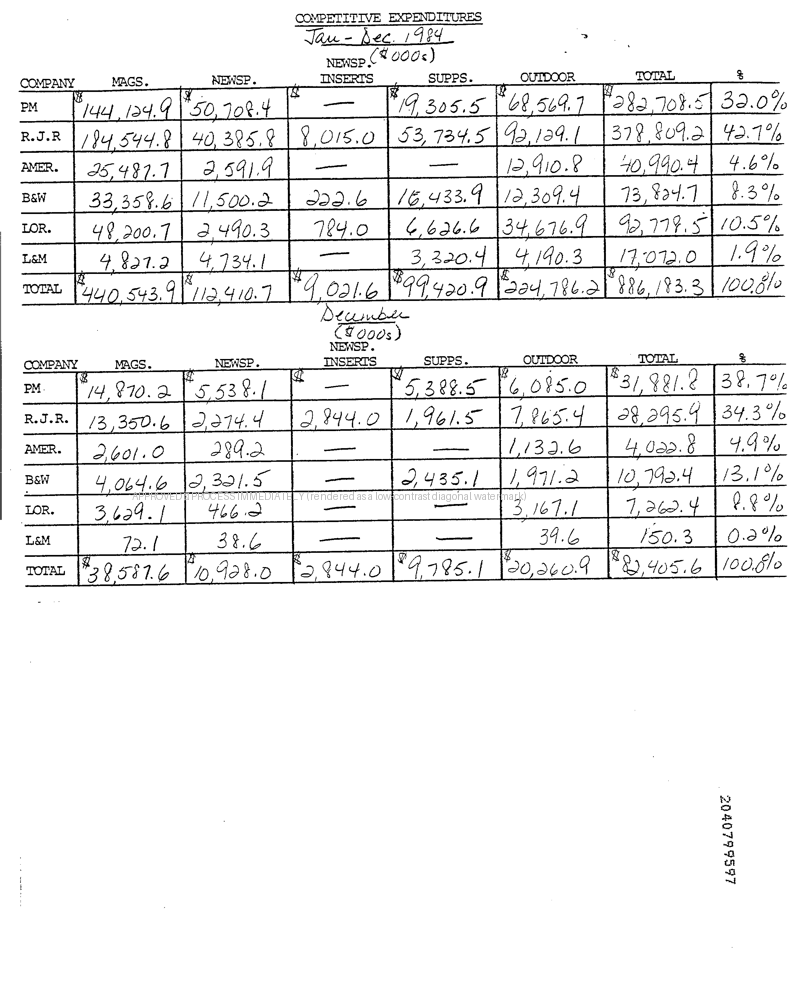 COMPETITIVE EXPENDITURES
Jan - Dec. 1984
($000s)
NEWSP.
COMPANY MAGS. NEWSP. INSERTS SUPPS. OUTDOOR TOTAL %
PM $144,124.9 $50,708.4 $ — $19,305.5 $68,569.7 $282,708.5 32.0%
R.J.R 184,544.8 40,385.8 8,015.0 53,734.5 92,129.1 378,809.2 42.7%
AMER. 25,487.7 2,591.9 — — 12,910.8 40,990.4 4.6%
B&W 33,358.6 11,500.2 222.6 16,433.9 12,309.4 73,824.7 8.3%
LOR. 48,200.7 2,490.3 784.0 6,626.6 34,676.9 92,778.5 10.5%
L&M 4,827.2 4,734.1 — 3,320.4 4,190.3 17,072.0 1.9%
TOTAL $440,543.9 $112,410.7 $9,021.6 $99,420.9 $224,786.2 $886,183.3 100.0%
December
($000s)
NEWSP.
COMPANY MAGS. NEWSP. INSERTS SUPPS. OUTDOOR TOTAL %
PM $14,870.2 $5,538.1 $ — $5,388.5 $6,085.0 $31,881.8 38.7%
R.J.R. 13,350.6 2,274.4 2,844.0 1,961.5 7,865.4 28,295.9 34.3%
AMER. 2,601.0 289.2 — — 1,132.6 4,022.8 4.9%
B&W 4,064.6 2,321.5 — 2,435.1 1,971.2 10,792.4 13.1%
APPROVED PROCESS IMMEDIATELY (rendered as a low-contrast diagonal watermark)
LOR. 3,629.1 466.2 — — 3,167.1 7,262.4 8.8%
L&M 72.1 38.6 — — 39.6 150.3 0.2%
TOTAL $38,587.6 $10,928.0 $2,844.0 $9,785.1 $20,260.9 $82,405.6 100.0%
2040799597